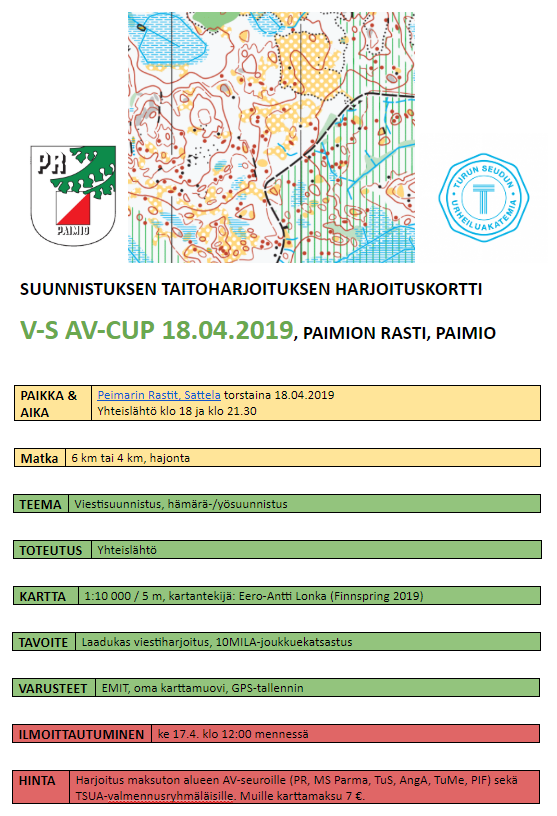 PR
PAIMIO
TURUN SEUDUN
URHEILUAKATEMIA
SUUNNISTUKSEN TAITOHARJOITUKSEN HARJOITUSKORTTI
V-S AV-CUP 18.04.2019, PAIMION RASTI, PAIMIO
PAIKKA & AIKA
Peimarin Rastit, Sattela torstaina 18.04.2019
Yhteislähtö klo 18 ja klo 21.30
Matka 6 km tai 4 km, hajonta
TEEMA Viestisuunnistus, hämärä-/yösuunnistus
TOTEUTUS Yhteislähtö
KARTTA 1:10 000 / 5 m, kartantekijä: Eero-Antti Lonka (Finnspring 2019)
TAVOITE Laadukas viestiharjoitus, 10MILA-joukkuekatsastus
VARUSTEET EMIT, oma karttamuovi, GPS-tallennin
ILMOITTAUTUMINEN ke 17.4. klo 12:00 mennessä
HINTA Harjoitus maksuton alueen AV-seuroille (PR, MS Parma, TuS, AngA, TuMe, PIF) sekä
TSUA-valmennusryhmäläisille. Muille karttamaksu 7 €.